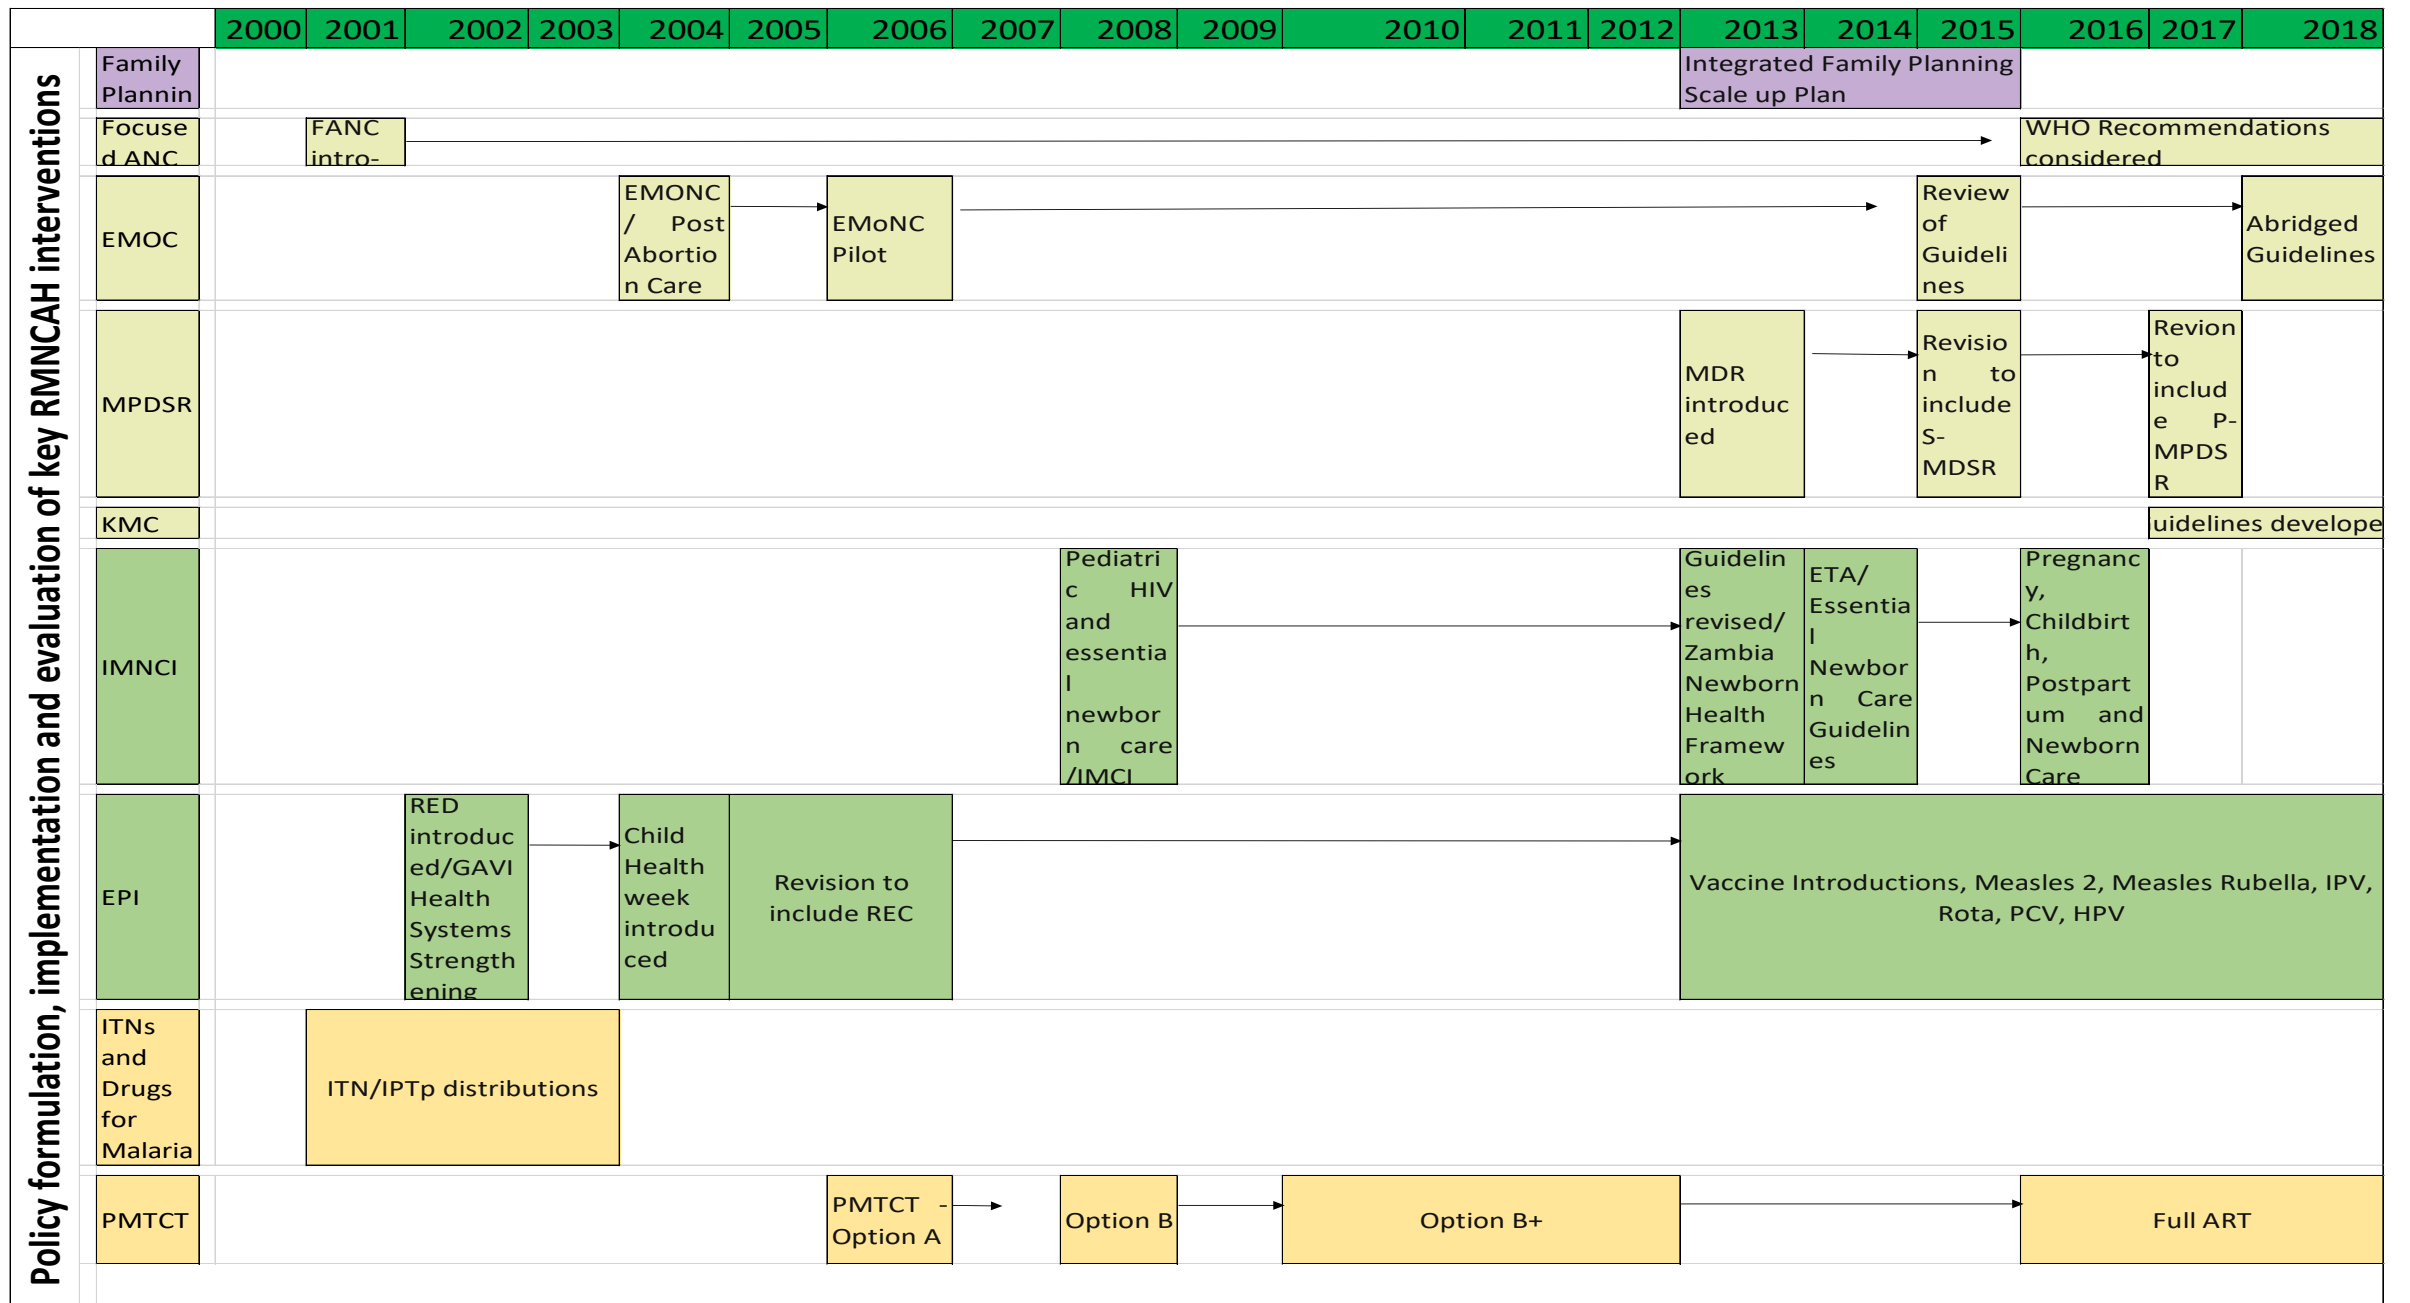 2000 2001 2002 2003 2004 2005 2006 2007 2008 2009 2010 2011 2012 2013 2014 2015 2016 2017 2018
Policy formulation, implementation and evaluation of key RMNCAH interventions
Family
Plannin
Integrated Family Planning
Scale up Plan
Focuse
d ANC
FANC
intro-
WHO Recommendations
considered
EMOC
EMONC
/ Post
Abortio
n Care
EMoNC
Pilot
Review
of
Guideli
nes
Abridged
Guidelines
MPDSR
MDR
introduc
ed
Revisio
n to
include
S-
MDSR
Revion
to
includ
e P-
MPDS
R
KMC
uidelines develope
IMNCI
Pediatri
c HIV
and
essentia
l
newbor
n care
/IMCI
Guidelin
es
revised/
Zambia
Newborn
Health
Framew
ork
ETA/
Essentia
l
Newbor
n Care
Guidelin
es
Pregnanc
y,
Childbirt
h,
Postpart
um and
Newborn
Care
EPI
RED
introduc
ed/GAVI
Health
Systems
Strength
ening
Child
Health
week
introdu
ced
Revision to
include REC
Vaccine Introductions, Measles 2, Measles Rubella, IPV,
Rota, PCV, HPV
ITNs
and
Drugs
for
Malaria
ITN/IPTp distributions
PMTCT
PMTCT -
Option A
Option B
Option B+
Full ART